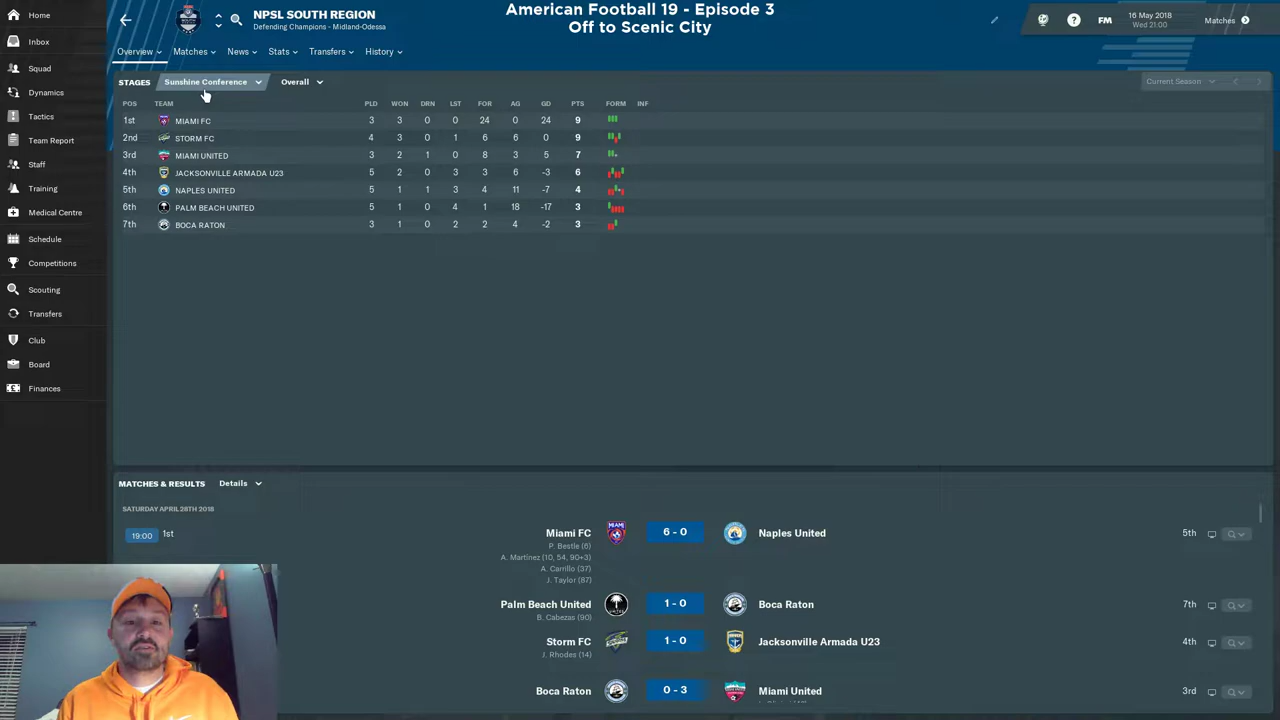 American Football 19 - Episode 3
Off to Scenic City
NPSL SOUTH REGION
Defending Champions - Midland-Odessa
FM
16 May 2018
Wed 21:00
Matches
Home
Inbox
Squad
Dynamics
Tactics
Team Report
Staff
Training
Medical Centre
Schedule
Competitions
Scouting
Transfers
Club
Board
Finances
Overview Matches News Stats Transfers History
STAGES Sunshine Conference Overall Current Season
POS TEAM PLD WON DRN LST FOR AG GD PTS FORM INF
1st MIAMI FC 3 3 0 0 24 0 24 9
2nd STORM FC 4 3 0 1 6 6 0 9
3rd MIAMI UNITED 3 2 1 0 8 3 5 7
4th JACKSONVILLE ARMADA U23 5 2 0 3 3 6 -3 6
5th NAPLES UNITED 5 1 1 3 4 11 -7 4
6th PALM BEACH UNITED 5 1 0 4 1 18 -17 3
7th BOCA RATON 3 1 0 2 2 4 -2 3
MATCHES & RESULTS Details
SATURDAY APRIL 28TH 2018
19:00 1st Miami FC 6 - 0 Naples United 5th
P. Bestle (6)
A. Martinez (10, 54, 90+3)
A. Carrillo (37)
J. Taylor (87)
Palm Beach United 1 - 0 Boca Raton 7th
B. Cabezas (90)
Storm FC 1 - 0 Jacksonville Armada U23 4th
J. Rhodes (14)
Boca Raton 0 - 3 Miami United 3rd